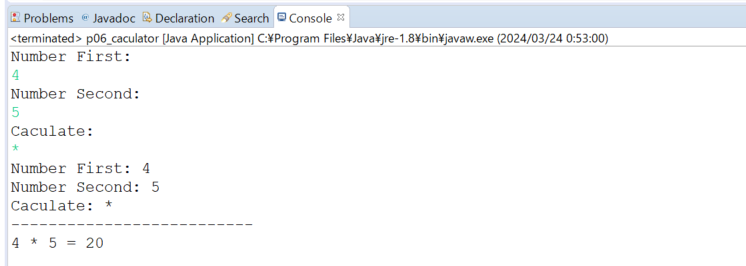 Problems @ Javadoc Declaration Search Console
<terminated> p06_caculator [Java Application] C:¥Program Files¥Java¥jre-1.8¥bin¥javaw.exe (2024/03/24 0:53:00)
Number First:
4
Number Second:
5
Caculate:
*
Number First: 4
Number Second: 5
Caculate: *
--------------------------
4 * 5 = 20